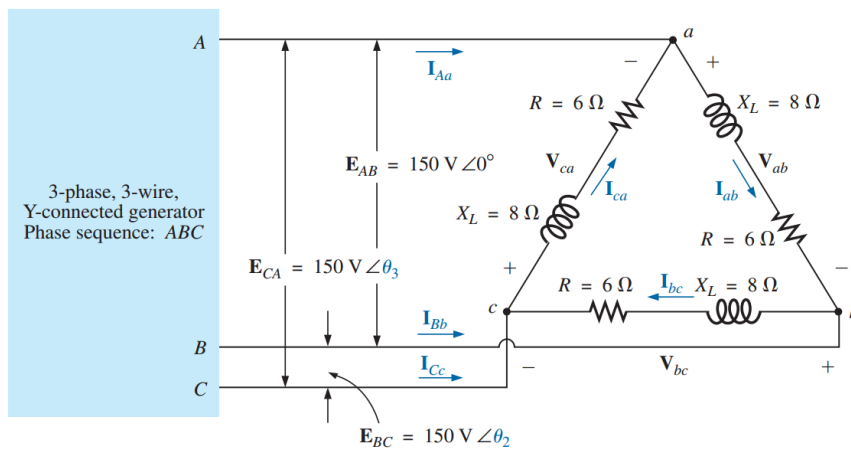 A
a
I_Aa
− +
R = 6 Ω
X_L = 8 Ω
E_AB = 150 V ∠0°
V_ca
V_ab
3-phase, 3-wire,
Y-connected generator
Phase sequence: ABC
I_ca
I_ab
X_L = 8 Ω
R = 6 Ω
E_CA = 150 V ∠θ_3
+
−
R = 6 Ω
I_bc
X_L = 8 Ω
c
I_Bb
B
I_Cc
−
V_bc
+
C
E_BC = 150 V ∠θ_2